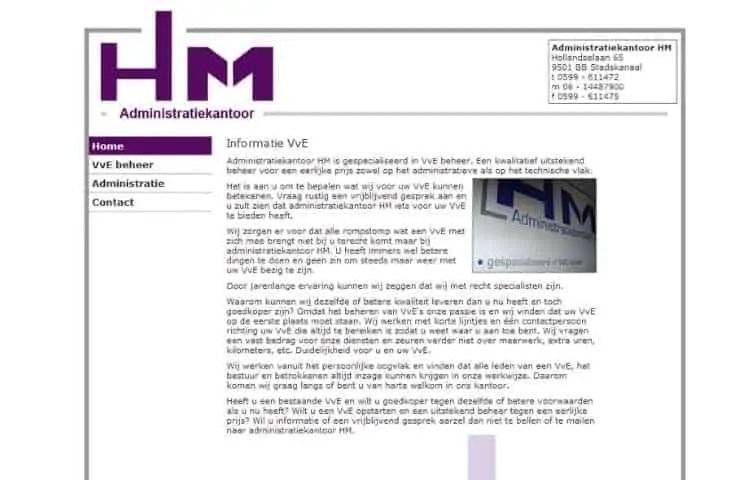 HM
Administratiekantoor
Administratiekantoor HM
Hollandselaan 65
9501 BB Stadskanaal
t 0599 - 611472
m 06 - 14487900
f 0599 - 611475
Home
VvE beheer
Administratie
Contact
Informatie VvE
Administratiekantoor HM is gespecialiseerd in VvE beheer. Een kwalitatief uitstekend
beheer voor een eerlijke prijs zowel op het administratieve als op het technische vlak.
Het is aan u om te bepalen wat wij voor uw VvE kunnen
betekenen. Vraag rustig een vrijblijvend gesprek aan en
u zult zien dat administratiekantoor HM iets voor uw VvE
te bieden heeft.
Wij zorgen er voor dat alle rompslomp wat een VvE met
zich mee brengt niet bij u terecht komt maar bij
administratiekantoor HM. U heeft immers wel betere
dingen te doen en geen zin om steeds maar weer met
uw VvE bezig te zijn.
HM
Administratiekantoor
• gespecialiseerd in VvE beheer
Door jarenlange ervaring kunnen wij zeggen dat wij met recht specialisten zijn.
Waarom kunnen wij dezelfde of betere kwaliteit leveren dan u nu heeft en toch
goedkoper zijn? Omdat het beheren van VvE's onze passie is en wij vinden dat uw VvE
op de eerste plaats moet staan. Wij werken met korte lijntjes en één contactpersoon
richting uw VvE die altijd te bereiken is zodat u weet waar u aan toe bent. Wij vragen
een vast bedrag voor onze diensten en zeuren verder niet over meerwerk, extra uren,
kilometers, etc. Duidelijkheid voor u en uw VvE.
Wij werken vanuit het persoonlijke oogvlak en vinden dat alle leden van een VvE, het
bestuur en betrokkenen altijd inzage kunnen krijgen in onze werkwijze. Daarom
komen wij graag langs of bent u van harte welkom in ons kantoor.
Heeft u een bestaande VvE en wilt u goedkoper tegen dezelfde of betere voorwaarden
als u nu heeft? Wilt u een VvE opstarten en een uitstekend beheer tegen een eerlijke
prijs? Wil u informatie of een vrijblijvend gesprek aarzel dan niet te bellen of te mailen
naar administratiekantoor HM.